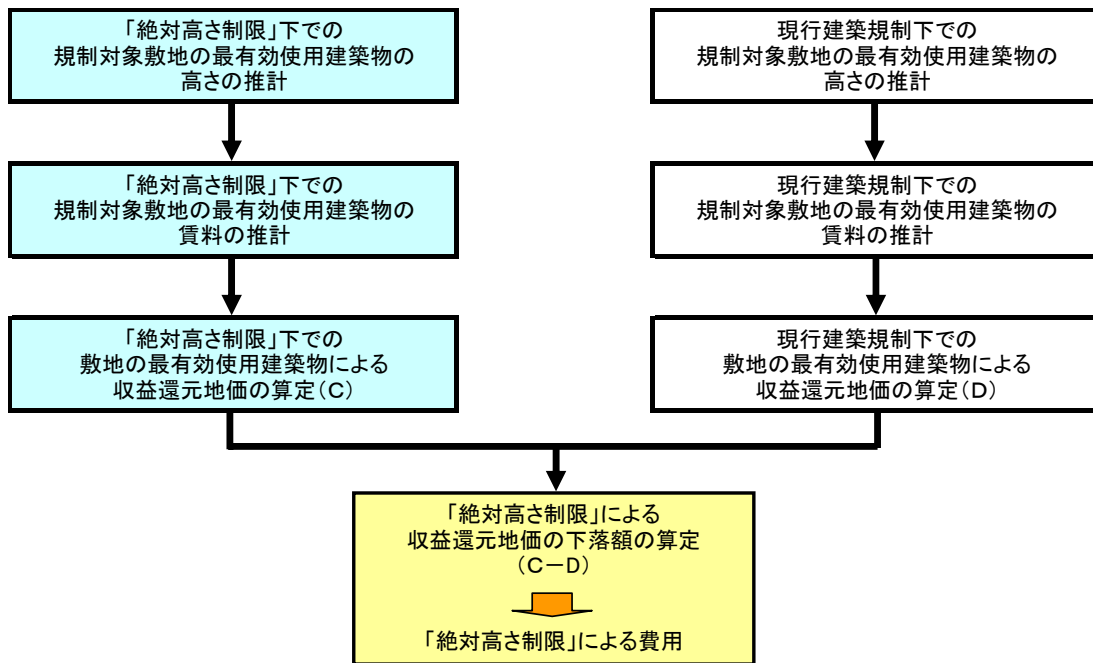 「絶対高さ制限」下での
規制対象敷地の最有効使用建築物の
高さの推計
現行建築規制下での
規制対象敷地の最有効使用建築物の
高さの推計
「絶対高さ制限」下での
規制対象敷地の最有効使用建築物の
賃料の推計
現行建築規制下での
規制対象敷地の最有効使用建築物の
賃料の推計
「絶対高さ制限」下での
敷地の最有効使用建築物による
収益還元地価の算定(C)
現行建築規制下での
敷地の最有効使用建築物による
収益還元地価の算定(D)
「絶対高さ制限」による
収益還元地価の下落額の算定
(C-D)
「絶対高さ制限」による費用